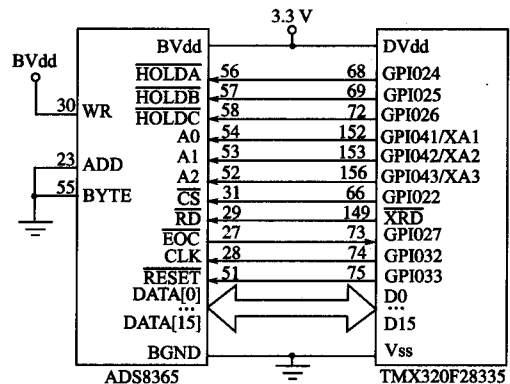 3.3 V
BVdd DVdd
BVdd
HOLDA 56 68 GPI024
HOLDB 57 69 GPI025
30 WR HOLDC 58 72 GPI026
A0 54 152 GPI041/XA1
23 ADD A1 53 153 GPI042/XA2
A2 52 156 GPI043/XA3
55 BYTE CS 31 66 GPI022
RD 29 149 XRD
EOC 27 73 GPI027
CLK 28 74 GPI032
RESET 51 75 GPI033
DATA[0] D0
... ...
DATA[15] D15
BGND Vss
ADS8365 TMX320F28335